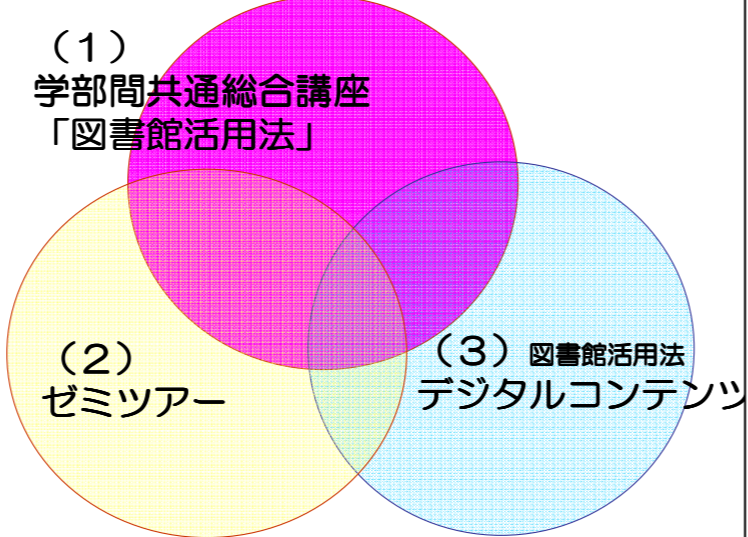 （1）
学部間共通総合講座
「図書館活用法」
（2）
ゼミツアー
（3）図書館活用法
デジタルコンテンツ